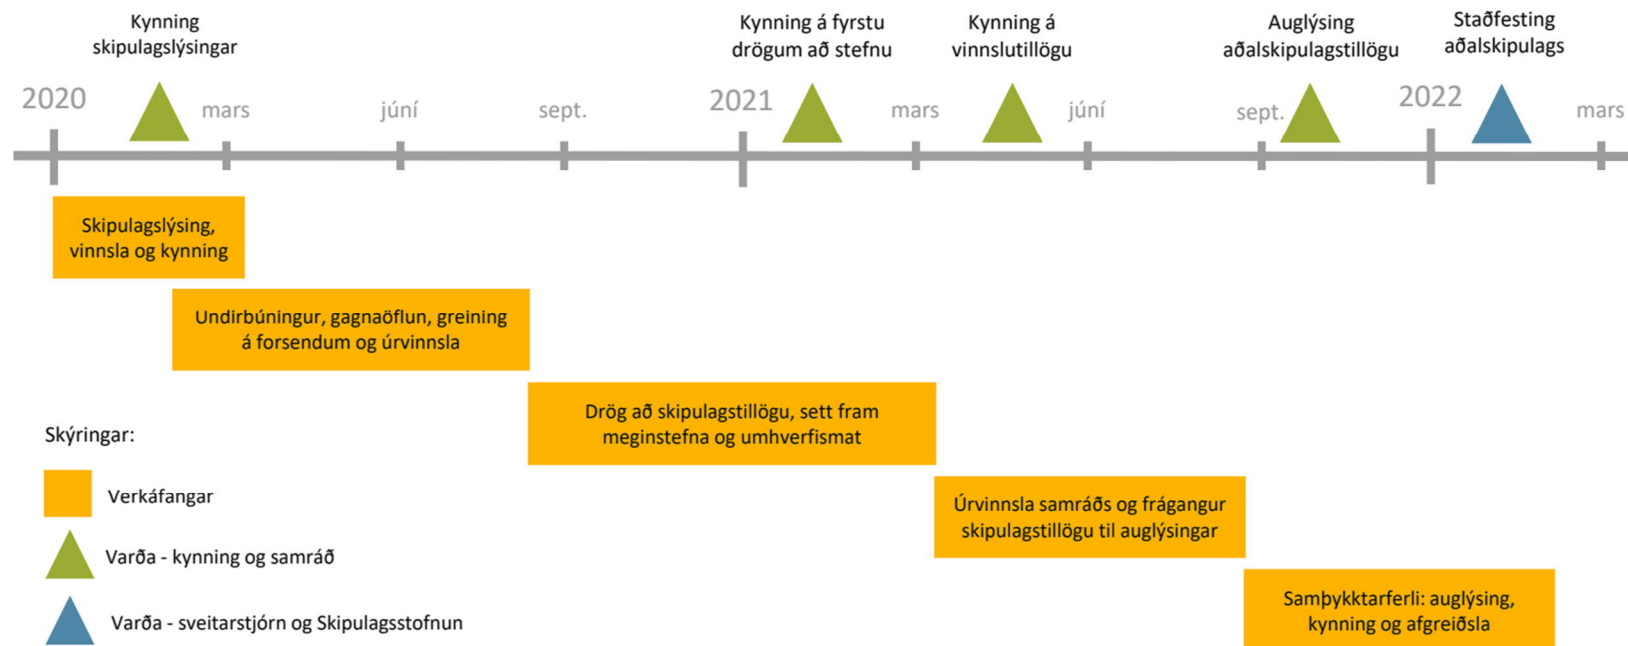 Kynning
skipulagslýsingar
Kynning á fyrstu
drögum að stefnu
Kynning á
vinnslutillögu
Auglýsing
aðalskipulagstillögu
Staðfesting
aðalskipulags
2020
mars
júní
sept.
2021
mars
júní
sept.
2022
mars
Skipulagslýsing,
vinnsla og kynning
Undirbúningur, gagnaöflun, greining
á forsendum og úrvinnsla
Drög að skipulagstillögu, sett fram
meginstefna og umhverfismat
Úrvinnsla samráðs og frágangur
skipulagstillögu til auglýsingar
Samþykktarferli: auglýsing,
kynning og afgreiðsla
Skýringar:
Verkáfangar
Varða - kynning og samráð
Varða - sveitarstjórn og Skipulagsstofnun